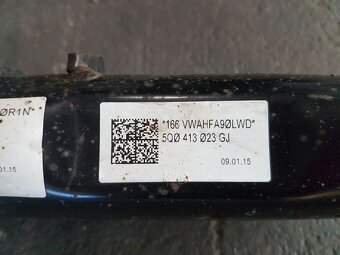 ØR1N*
*166 VWAHFA9ØLWD*
5QØ 413 Ø23 GJ
09.01.15
01.15